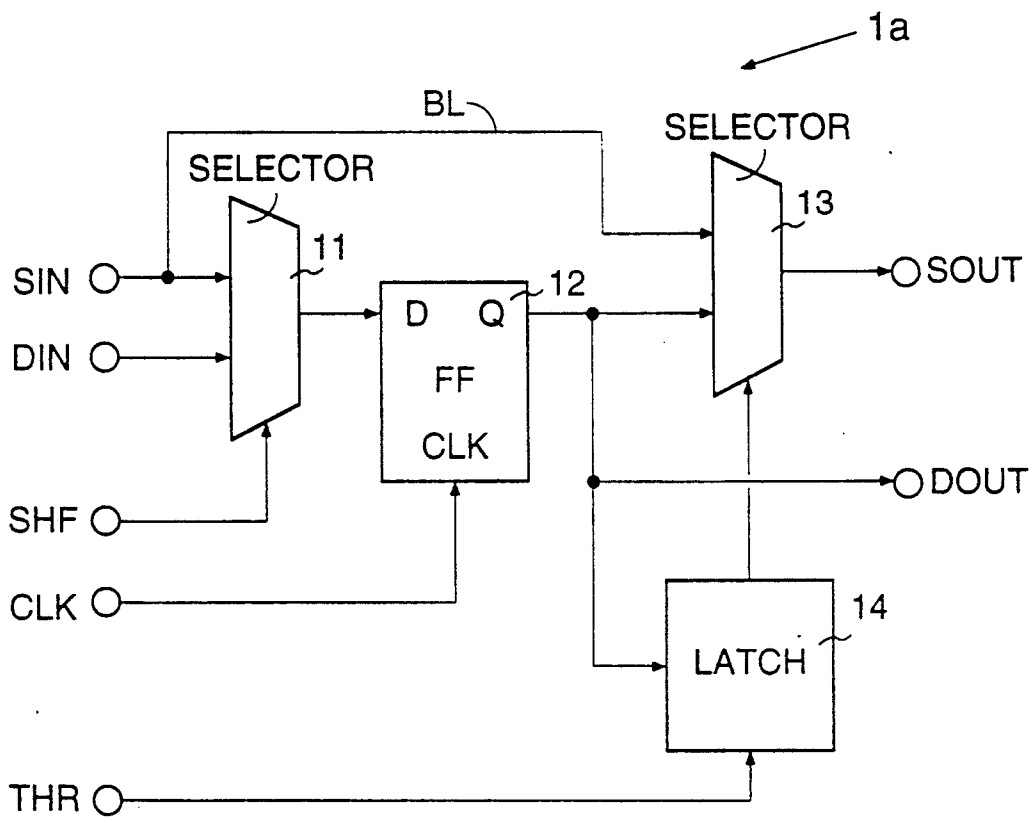 1a
BL
SELECTOR
SELECTOR
13
11
SIN
SOUT
12
D Q
DIN
FF
CLK
DOUT
SHF
CLK
14
LATCH
THR